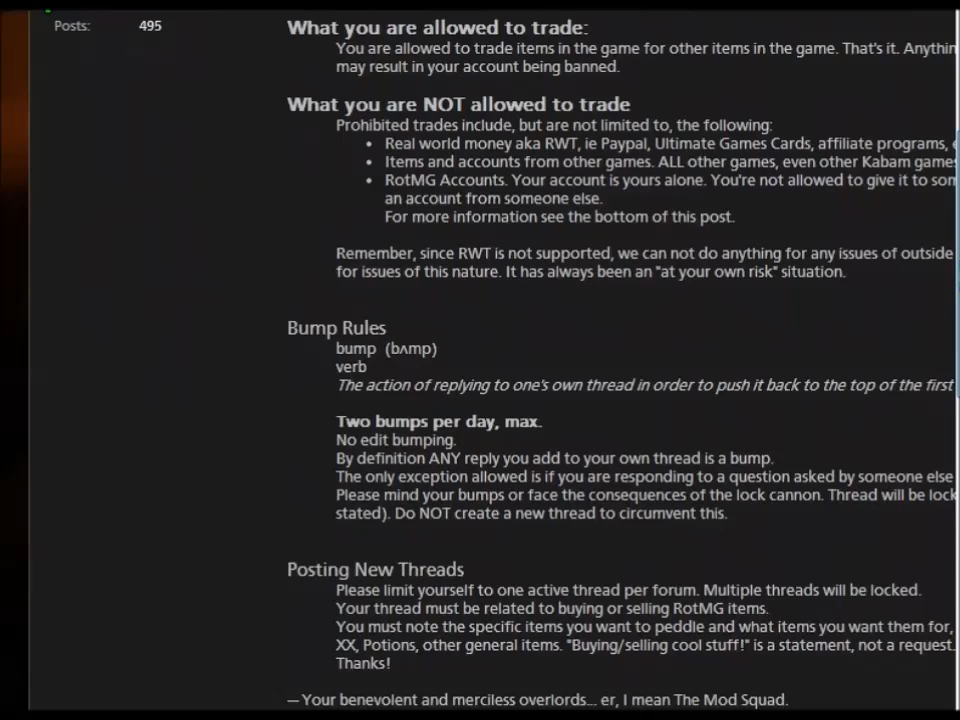 Posts: 495
What you are allowed to trade:
You are allowed to trade items in the game for other items in the game. That's it.
may result in your account being banned.
What you are NOT allowed to trade
Prohibited trades include, but are not limited to, the following:
• Real world money aka RWT, ie Paypal, Ultimate Games Cards, affiliate programs,
• Items and accounts from other games. ALL other games, even other Kabam games
• RotMG Accounts. Your account is yours alone. You're not allowed to give it to
an account from someone else.
For more information see the bottom of this post.
Remember, since RWT is not supported, we can not do anything for any issues of outside
for issues of this nature. It has always been an "at your own risk" situation.
Bump Rules
bump (bʌmp)
verb
The action of replying to one's own thread in order to push it back to the top of the first
Two bumps per day, max.
No edit bumping.
By definition ANY reply you add to your own thread is a bump.
The only exception allowed is if you are responding to a question asked by someone else
Please mind your bumps or face the consequences of the lock cannon. Thread will be
stated). Do NOT create a new thread to circumvent this.
Posting New Threads
Please limit yourself to one active thread per forum. Multiple threads will be locked.
Your thread must be related to buying or selling RotMG items.
You must note the specific items you want to peddle and what items you want them for,
XX, Potions, other general items. "Buying/selling cool stuff!" is a statement, not a request.
Thanks!
—Your benevolent and merciless overlords... er, I mean The Mod Squad.